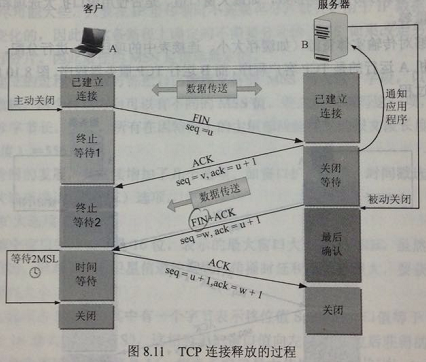 客户
服务器
A
B
已建立
连接
数据传送
已建立
连接
通知
应用
程序
主动关闭
FIN
seq=u
终止
等待1
ACK
seq = v, ack = u + 1
关闭
等待
数据传送
被动关闭
终止
等待2
FIN+ACK
seq=w, ack = u + 1
最后
确认
等待2MSL
时间
等待
ACK
seq = u + 1, ack = w + 1
关闭
关闭
图 8.11 TCP 连接释放的过程